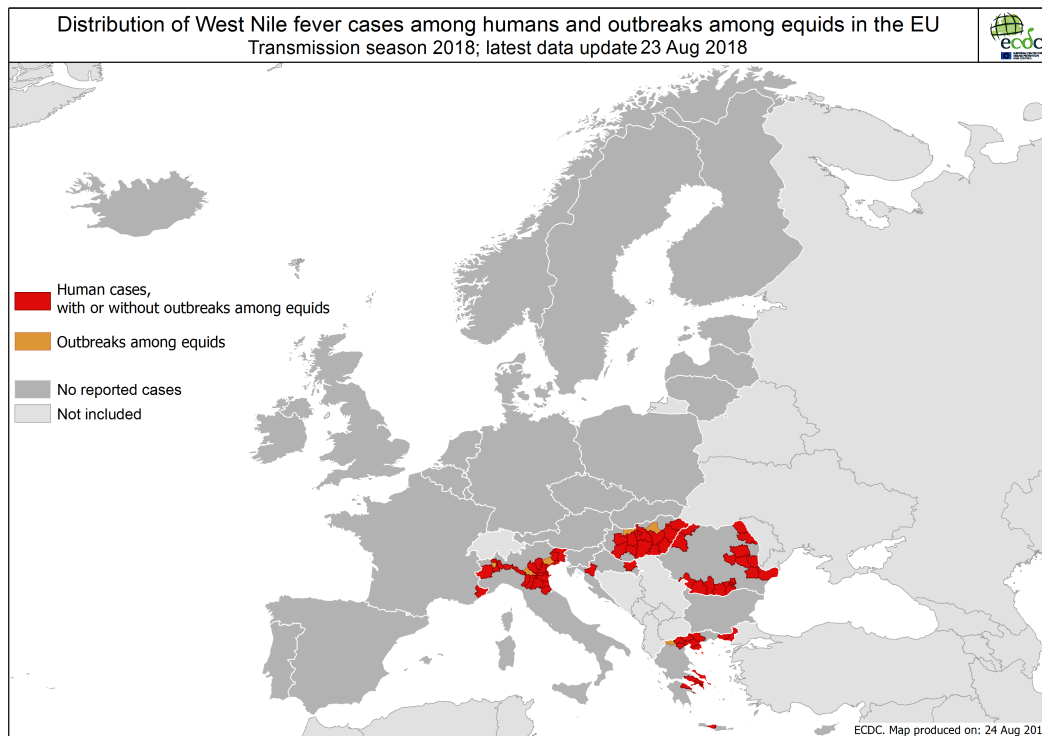 Distribution of West Nile fever cases among humans and outbreaks among equids in the EU
Transmission season 2018; latest data update 23 Aug 2018
ecdc
Human cases,
with or without outbreaks among equids
Outbreaks among equids
No reported cases
Not included
ECDC. Map produced on: 24 Aug 201